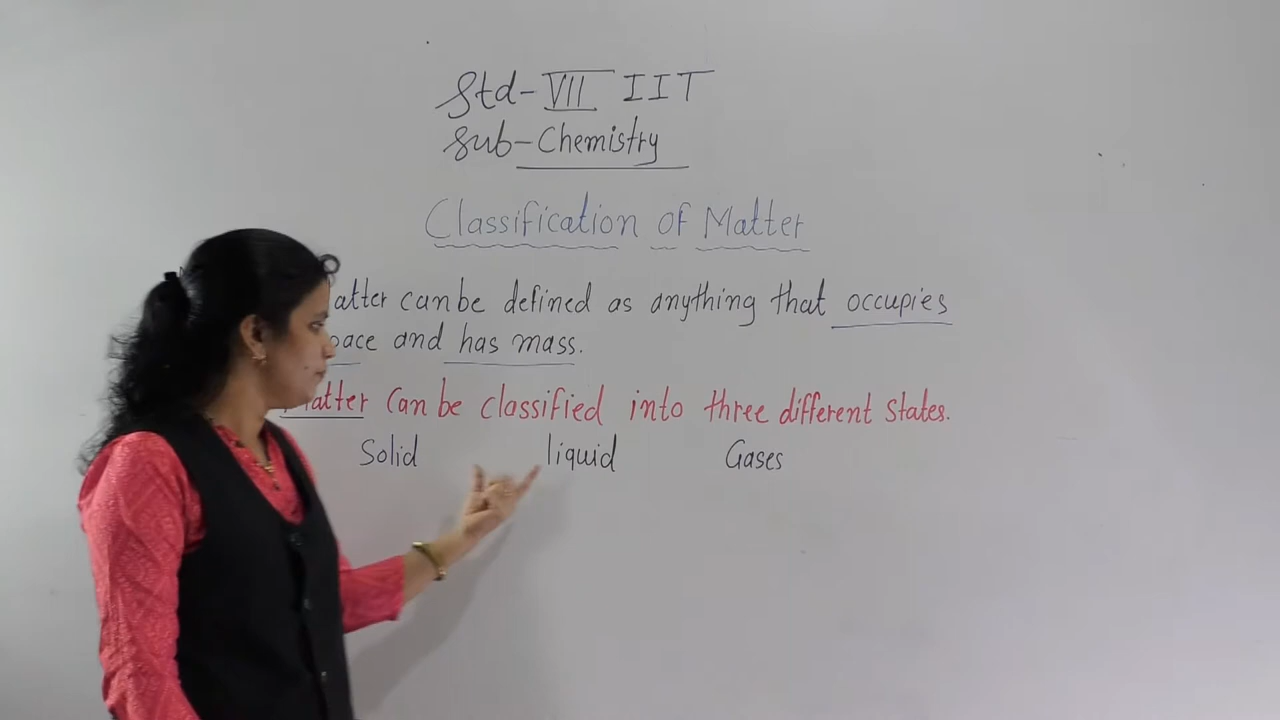 Std-VII IIT
Sub-Chemistry
Classification of Matter
atter can be defined as anything that occupies
pace and has mass.
Matter can be classified into three different states.
Solid liquid Gases